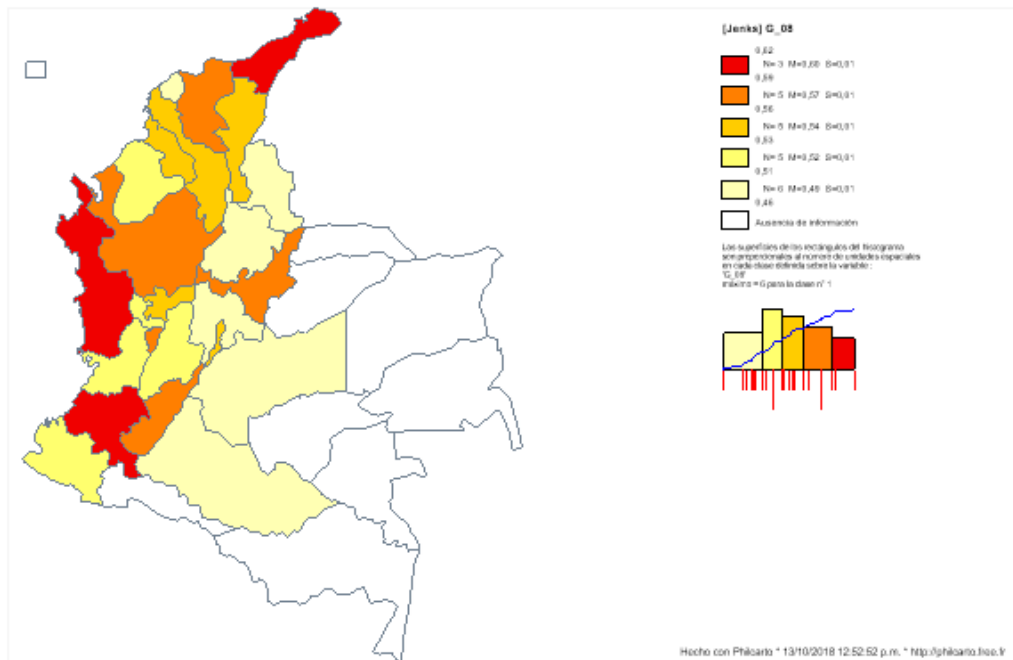 [Jenks] G_08
0,62
N= 3 M=0,60 S=0,01
0,59
N= 5 M=0,57 S=0,01
0,56
N= 6 M=0,54 S=0,01
0,53
N= 5 M=0,52 S=0,01
0,51
N= 6 M=0,49 S=0,01
0,46
Ausencia de información
Las superficies de los rectángulos del histograma
son proporcionales al número de unidades espaciales
en cada clase definida sobre la variable :
'G_08'
máximo = 6 para la clase n° 1
Hecho con Philcarto * 13/10/2018 12:52:52 p.m. * http://philcarto.free.fr